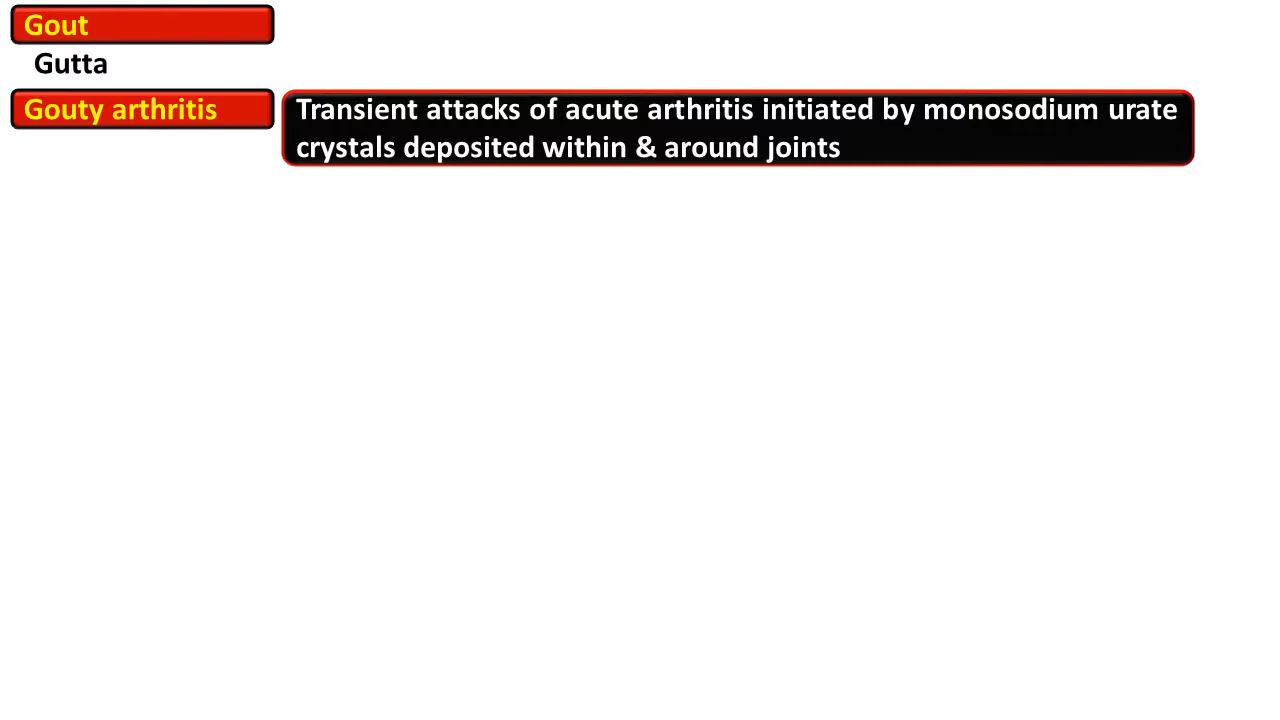 Gout
Gutta
Gouty arthritis
Transient attacks of acute arthritis initiated by monosodium urate
crystals deposited within & around joints